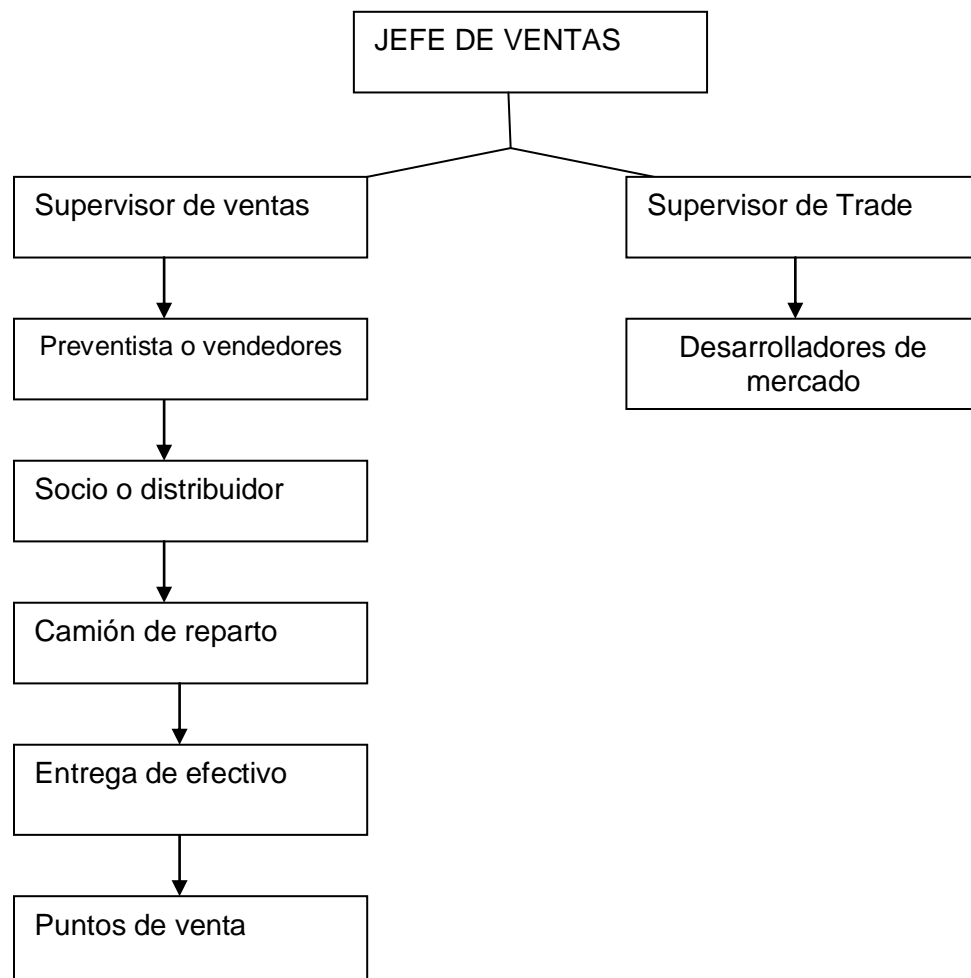 JEFE DE VENTAS
Supervisor de ventas
Supervisor de Trade
Preventista o vendedores
Desarrolladores de
mercado
Socio o distribuidor
Camión de reparto
Entrega de efectivo
Puntos de venta